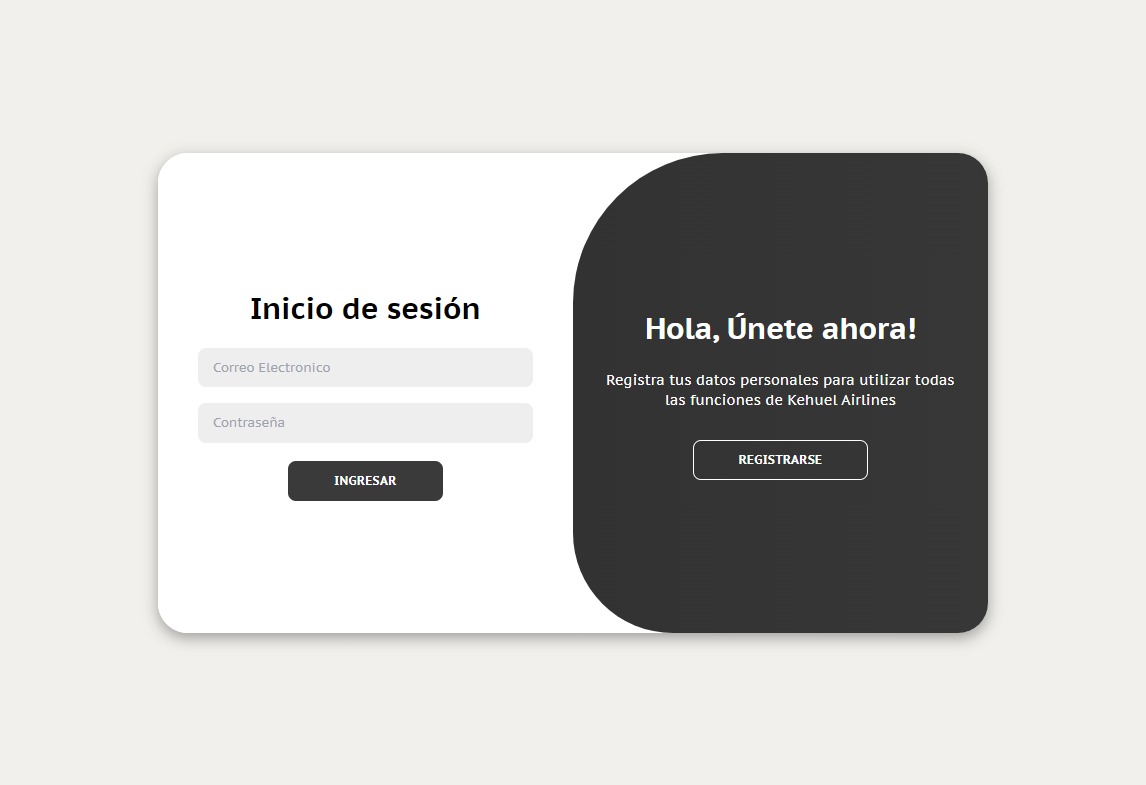 Inicio de sesión
Correo Electronico
Contraseña
INGRESAR
Hola, Únete ahora!
Registra tus datos personales para utilizar todas
las funciones de Kehuel Airlines
REGISTRARSE